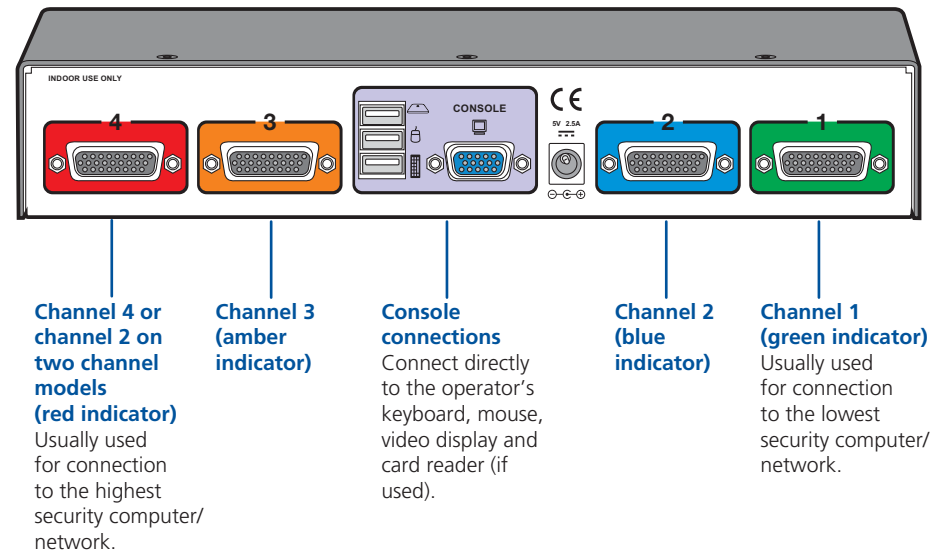 INDOOR USE ONLY
4
3
CONSOLE
CE
5V 2.5A
2
1
Channel 4 or
channel 2 on
two channel
models
(red indicator)
Usually used
for connection
to the highest
security computer/
network.
Channel 3
(amber
indicator)
Console
connections
Connect directly
to the operator’s
keyboard, mouse,
video display and
card reader (if
used).
Channel 2
(blue
indicator)
Channel 1
(green indicator)
Usually used
for connection
to the lowest
security computer/
network.